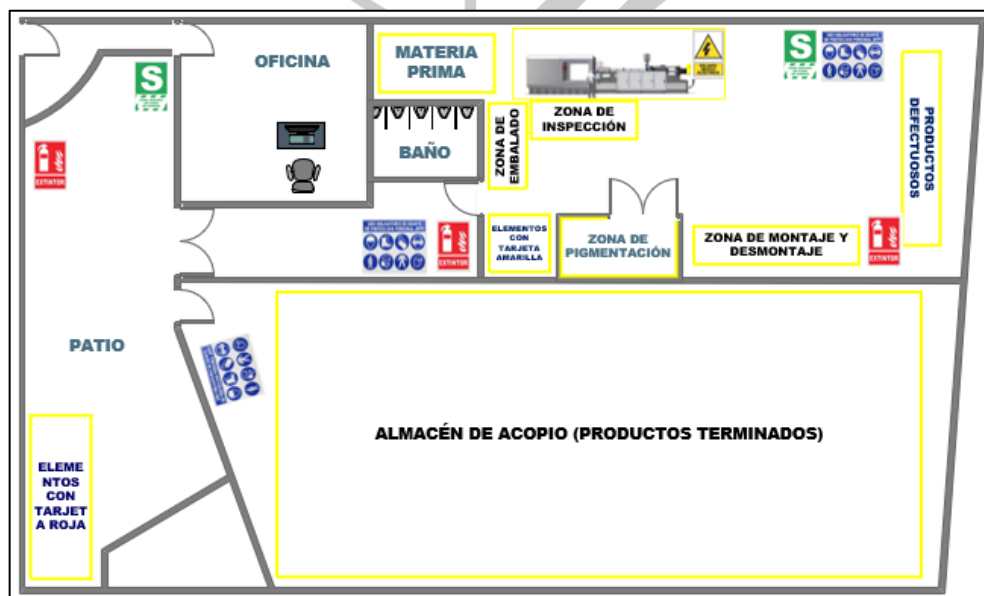 OFICINA
MATERIA
PRIMA
S
S
PRODUCTOS
DEFECTUOSOS
ZONA DE
INSPECCIÓN
ZONA DE
EMBALADO
BAÑO
EXTINTOR
ELEMENTOS
CON
TARJETA
AMARILLA
ZONA DE
PIGMENTACIÓN
ZONA DE MONTAJE Y
DESMONTAJE
EXTINTOR
EXTINTOR
PATIO
ALMACÉN DE ACOPIO (PRODUCTOS TERMINADOS)
ELEME
NTOS
CON
TARJET
A ROJA